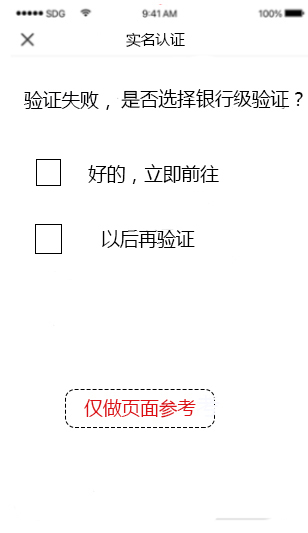 SDG 9:41 AM 100%
实名认证
验证失败，是否选择银行级验证？
好的，立即前往
以后再验证
仅做页面参考